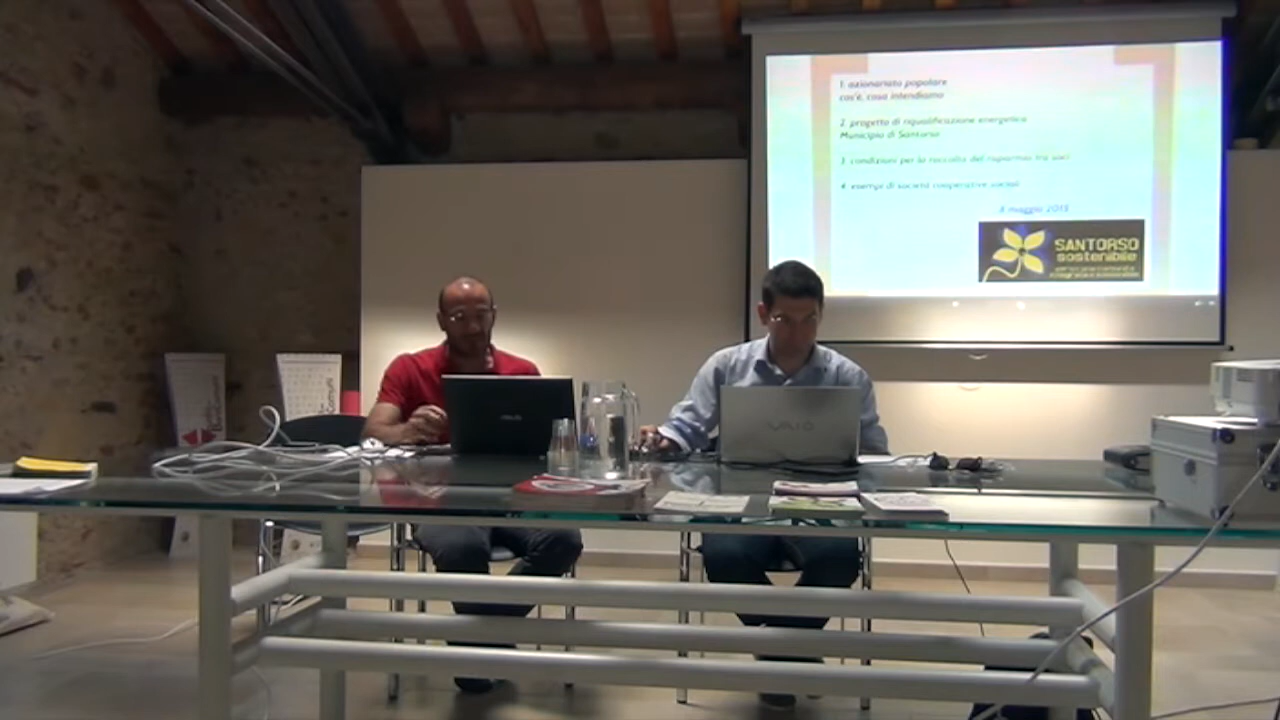 1. azionariato popolare
cos'è, cosa intendiamo
2. progetto di riqualificazione energetica
Municipio di Santorso
3. condizioni per la raccolta del risparmio tra soci
4. esempi di società cooperative sociali
8 maggio 2013
SANTORSO
sostenibile
ASUS
VAIO